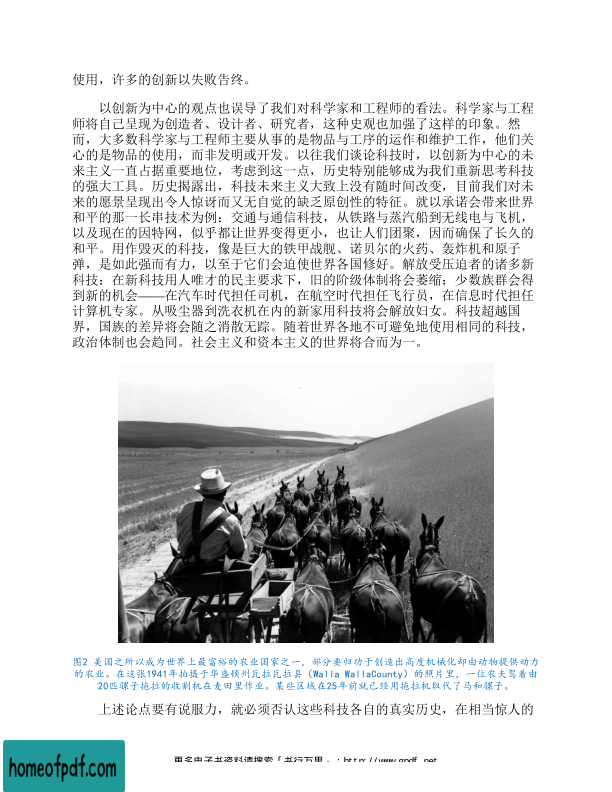 使用，许多的创新以失败告终。
以创新为中心的观点也误导了我们对科学家和工程师的看法。科学家与工程
师将自己呈现为创造者、设计者、研究者，这种史观也加强了这样的印象。然
而，大多数科学家与工程师主要从事的是物品与工序的运作和维护工作，他们关
心的是物品的使用，而非发明或开发。以往我们谈论科技时，以创新为中心的未
来主义一直占据重要地位，考虑到这一点，历史特别能够成为我们重新思考科技
的强大工具。历史揭露出，科技未来主义大致上没有随时间改变，目前我们对未
来的愿景呈现出令人惊讶而又无自觉的缺乏原创性的特征。就以承诺会带来世界
和平的那一长串技术为例：交通与通信科技，从铁路与蒸汽船到无线电与飞机，
以及现在的因特网，似乎都让世界变得更小，也让人们团聚，因而确保了长久的
和平。用作毁灭的科技，像是巨大的铁甲战舰、诺贝尔的火药、轰炸机和原子
弹，是如此强而有力，以至于它们会迫使世界各国修好。解放受压迫者的诸多新
科技：在新科技用人唯才的民主要求下，旧的阶级体制将会萎缩；少数族群会得
到新的机会——在汽车时代担任司机，在航空时代担任飞行员，在信息时代担任
计算机专家。从吸尘器到洗衣机在内的新家用科技将会解放妇女。科技超越国
界，国族的差异将会随之消散无踪。随着世界各地不可避免地使用相同的科技，
政治体制也会趋同。社会主义和资本主义的世界将合而为一。
图2 美国之所以成为世界上最富裕的农业国家之一，部分要归功于创造出高度机械化却由动物提供动力
的农业。在这张1941年拍摄于华盛顿州瓦拉瓦拉县（Walla WallaCounty）的照片里，一位农夫驾着由
20匹骡子拖拉的收割机在麦田里作业。某些区域在25年前就已经用拖拉机取代了马和骡子。
上述论点要有说服力，就必须否认这些科技各自的真实历史，在相当惊人的
更多电子书资料请搜索「书行万里」：http://www.gpdf.net
homeofpdf.com